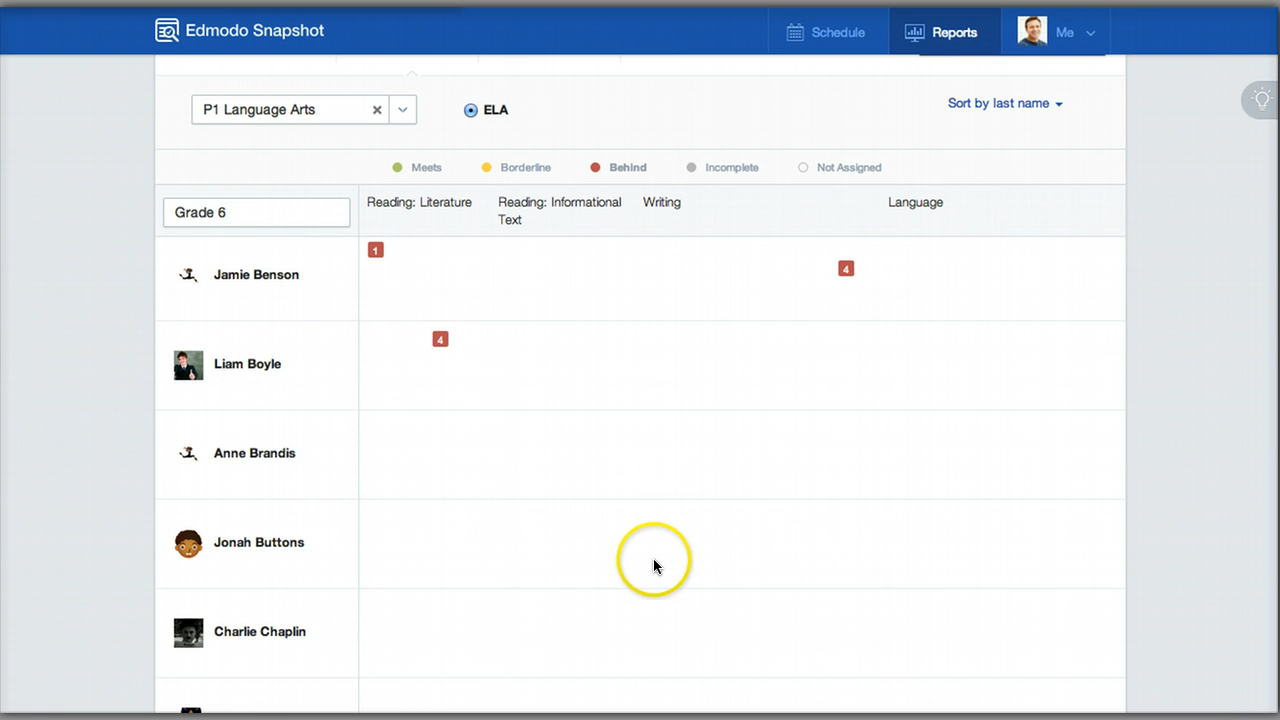 Edmodo Snapshot
Schedule
Reports
Me
P1 Language Arts
ELA
Sort by last name
Meets
Borderline
Behind
Incomplete
Not Assigned
Grade 6
Reading: Literature
Reading: Informational
Text
Writing
Language
Jamie Benson
1
4
Liam Boyle
4
Anne Brandis
Jonah Buttons
Charlie Chaplin